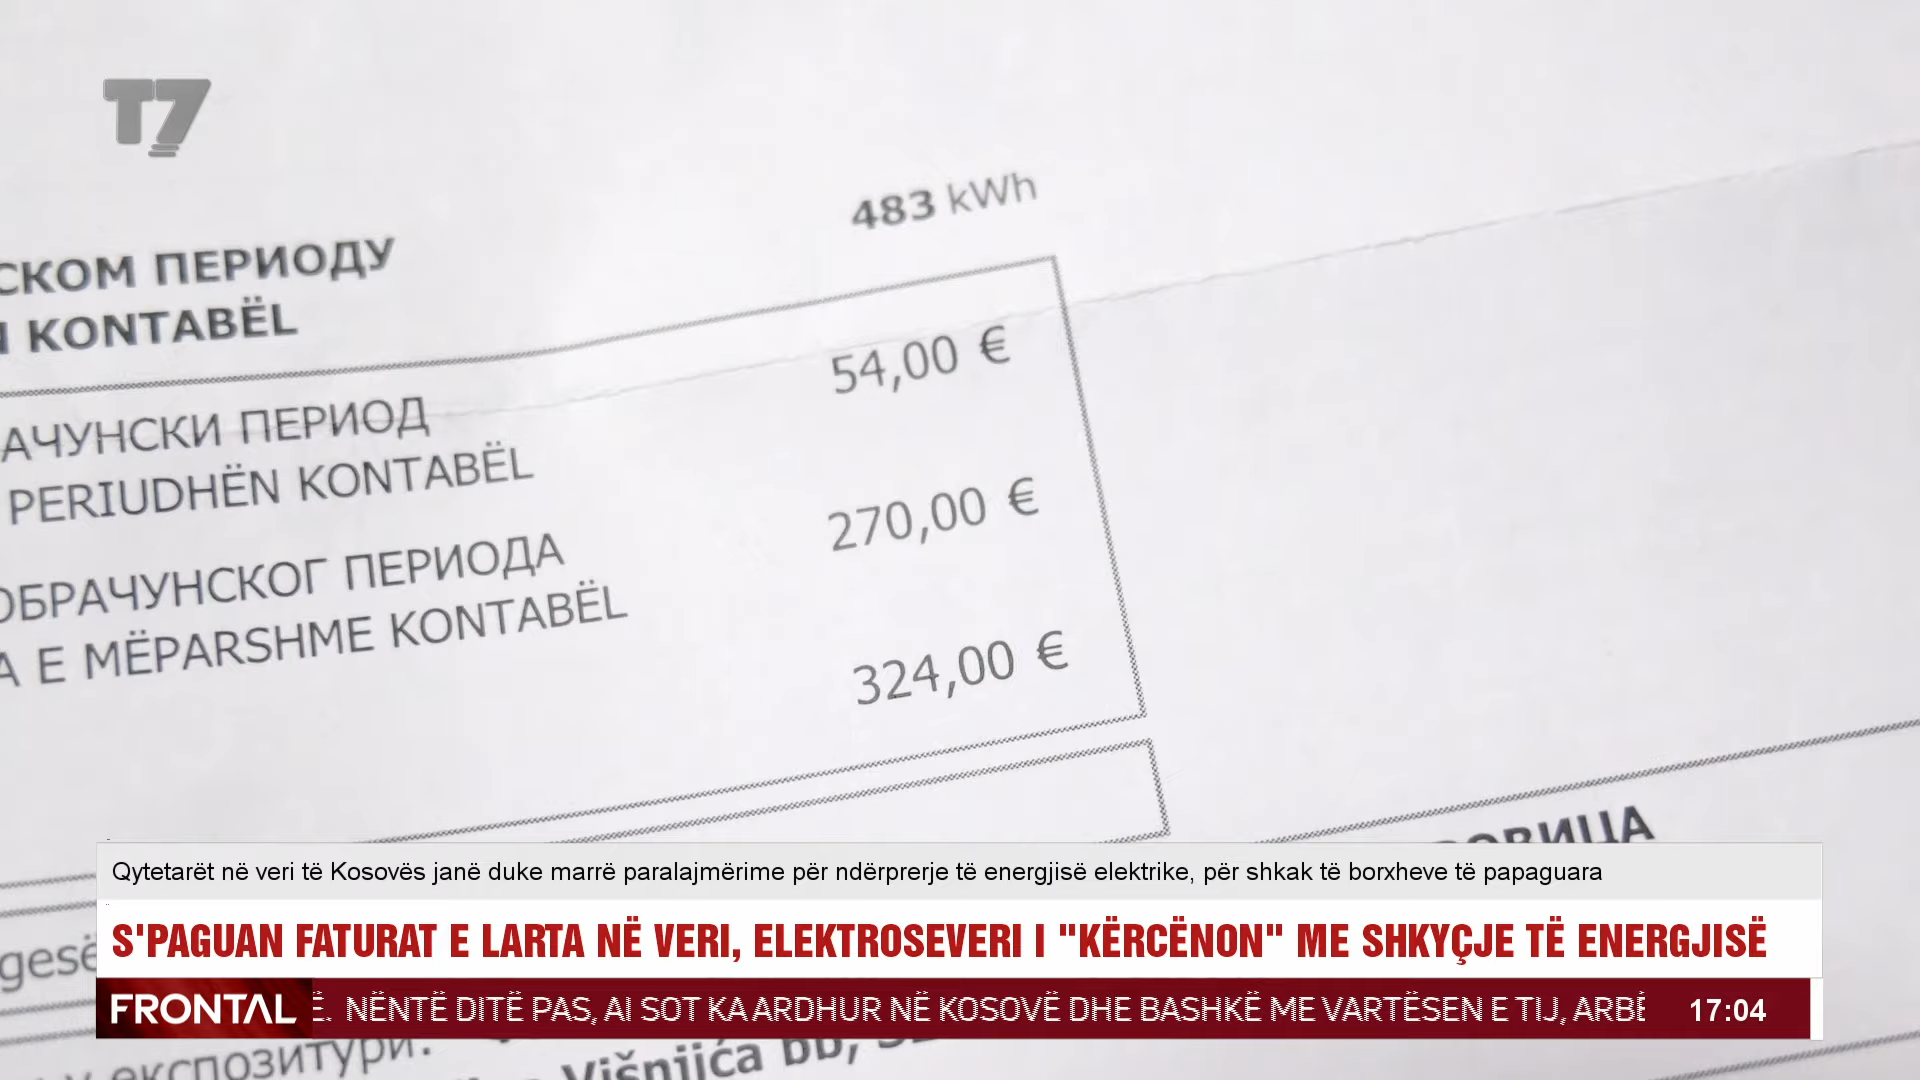 T7
483 kWh
СКОМ ПЕРИОДУ
KONTABËL
54,00 €
АЧУНСКИ ПЕРИОД
PERIUDHËN KONTABËL
270,00 €
ОБРАЧУНСКОГ ПЕРИОДА
A E MËPARSHME KONTABËL
324,00 €
ОВИЦА
Qytetarët në veri të Kosovës janë duke marrë paralajmërime për ndërprerje të energjisë elektrike, për shkak të borxheve të papaguara
S'PAGUAN FATURAT E LARTA NË VERI, ELEKTROSEVERI I "KËRCËNON" ME SHKYÇJE TË ENERGJISË
gesë
FRONTAL
Ë. NËNTË DITË PAS, AI SOT KA ARDHUR NË KOSOVË DHE BASHKË ME VARTËSEN E TIJ, ARBË
17:04
експозитури:
Višnjića bb,